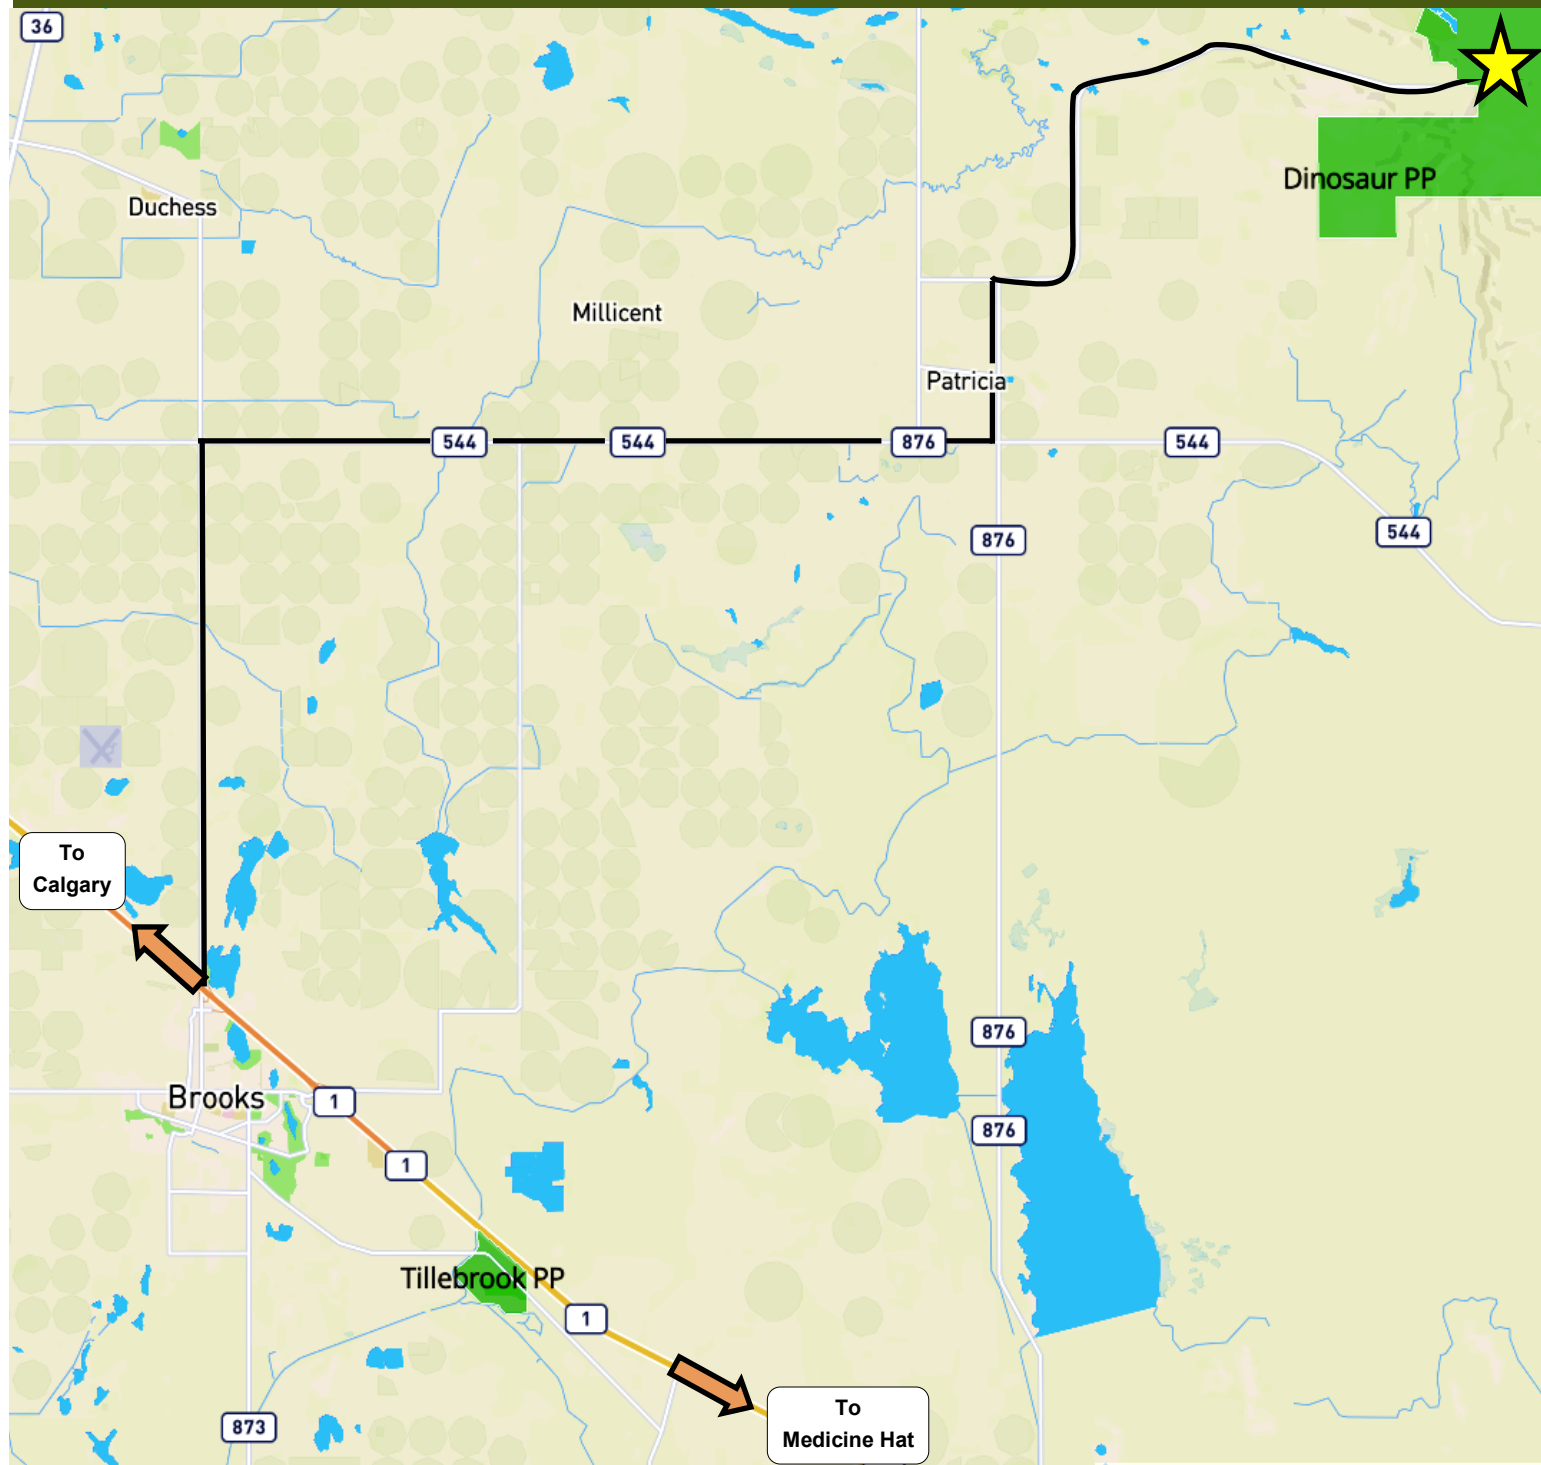 36
Duchess
Dinosaur PP
Millicent
Patricia
544
544
876
544
876
544
To
Calgary
876
Brooks
1
876
1
Tillebrook PP
1
To
Medicine Hat
873